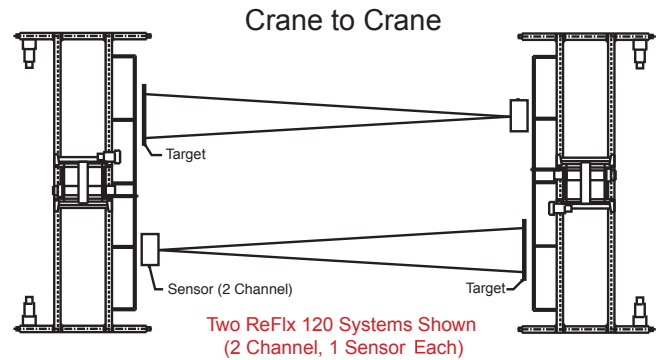 Crane to Crane
Target
Sensor (2 Channel)
Target
Two ReFlx 120 Systems Shown
(2 Channel, 1 Sensor Each)